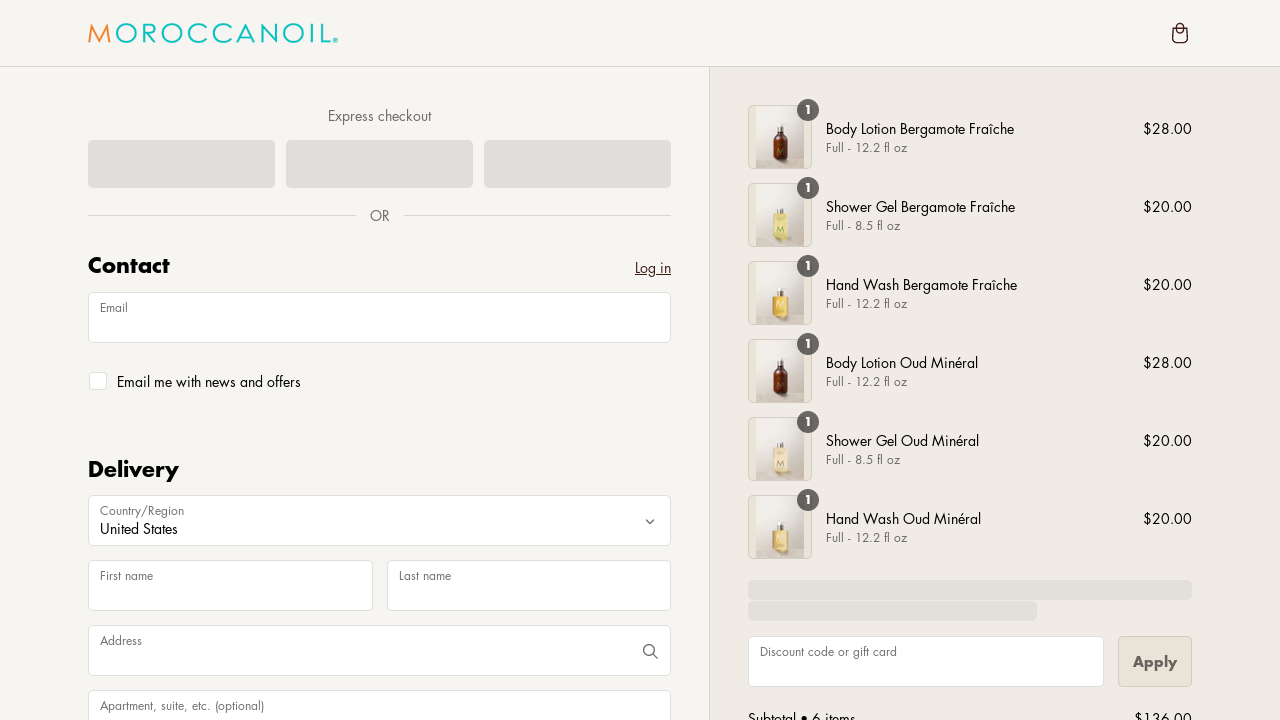 MOROCCANOIL®
Express checkout
OR
Contact
Log in
Email
Email me with news and offers
Delivery
Country/Region
United States
First name
Last name
Address
Apartment, suite, etc. (optional)
1
Body Lotion Bergamote Fraîche
$28.00
Full - 12.2 fl oz
1
Shower Gel Bergamote Fraîche
$20.00
Full - 8.5 fl oz
1
Hand Wash Bergamote Fraîche
$20.00
Full - 12.2 fl oz
1
Body Lotion Oud Minéral
$28.00
Full - 12.2 fl oz
1
Shower Gel Oud Minéral
$20.00
Full - 8.5 fl oz
1
Hand Wash Oud Minéral
$20.00
Full - 12.2 fl oz
Discount code or gift card
Apply
Subtotal • 6 items
$136.00